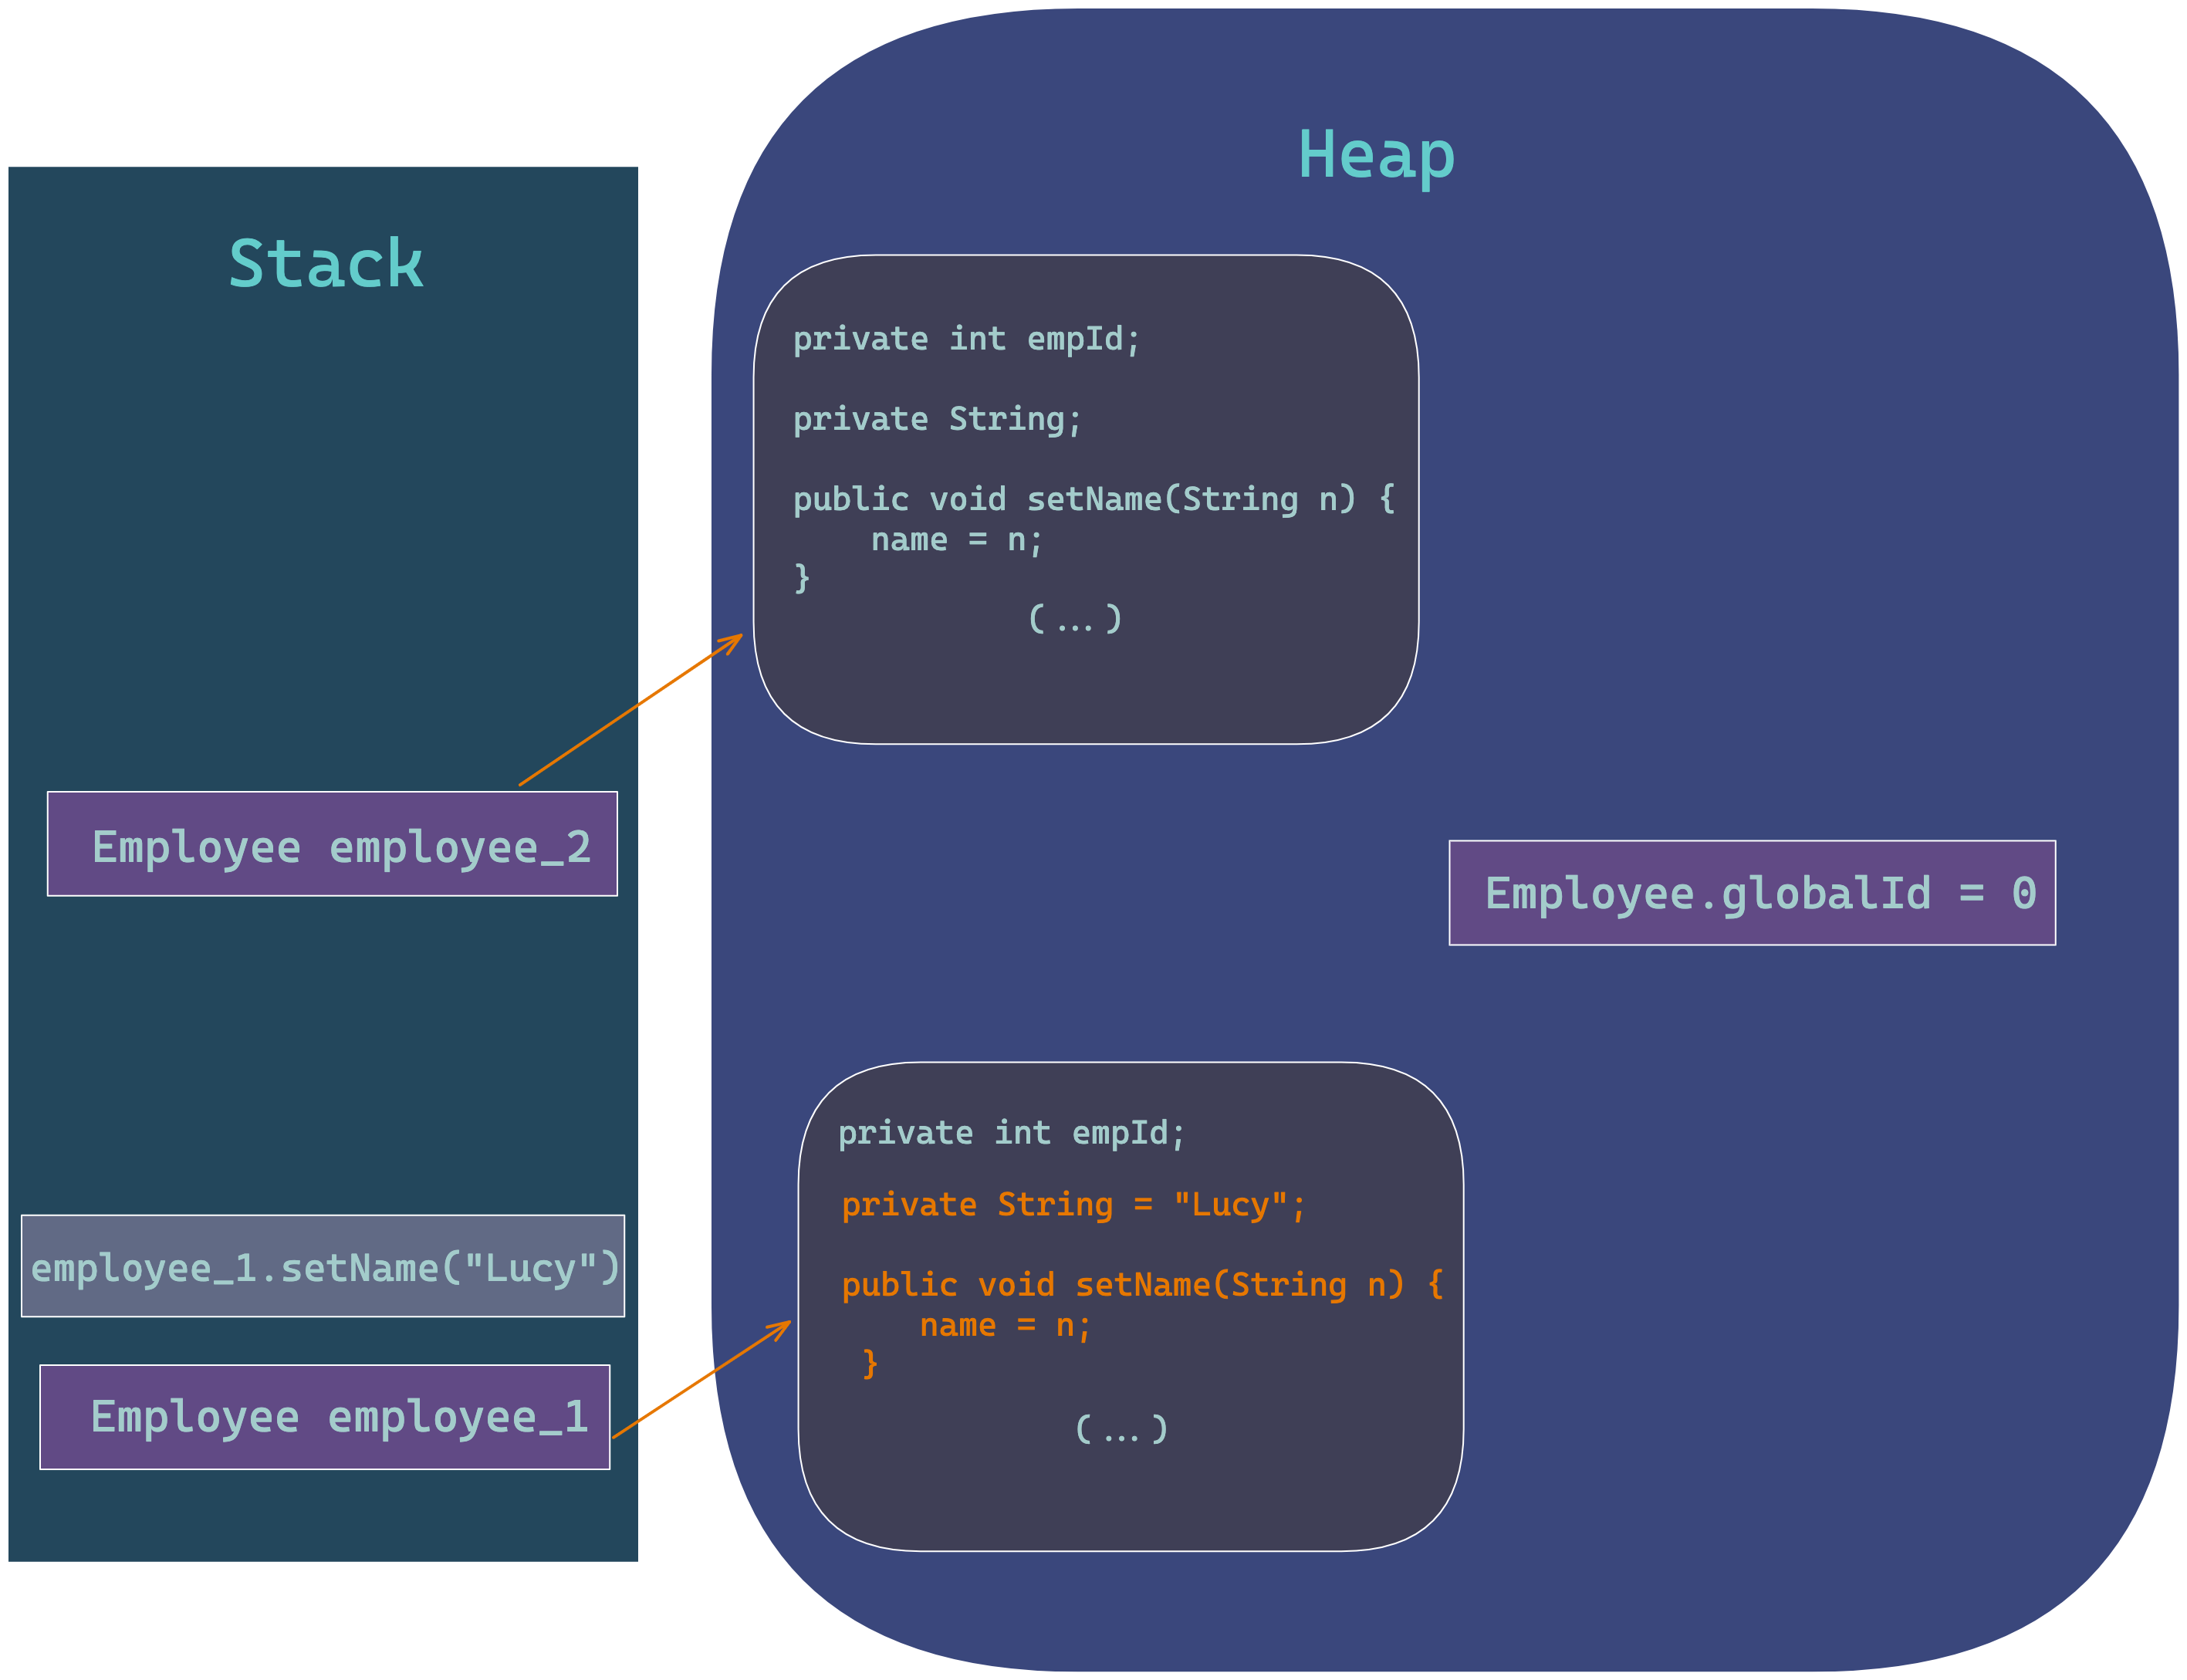 Stack
Employee employee_2
employee_1.setName("Lucy")
Employee employee_1
Heap
private int empId;
private String;
public void setName(String n) {
name = n;
}
(...)
Employee.globalId = 0
private int empId;
private String = "Lucy";
public void setName(String n) {
name = n;
}
(...)